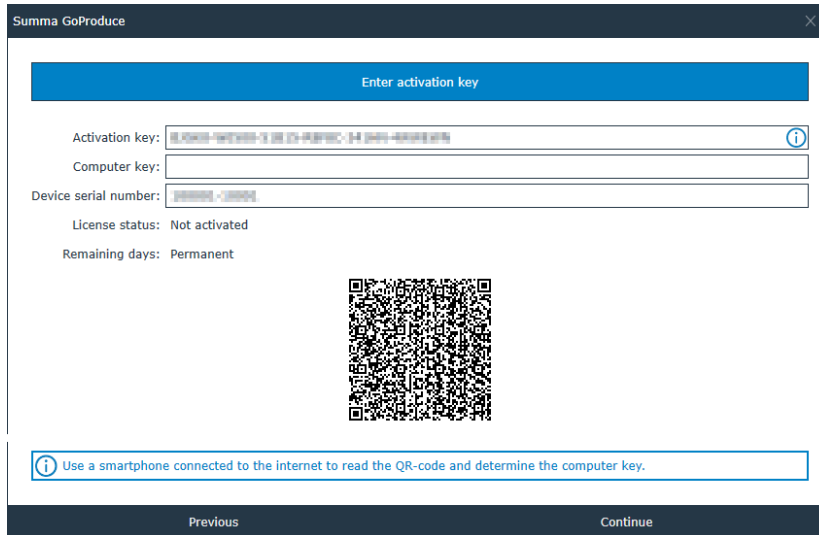 Summa GoProduce
Enter activation key
Activation key:
Computer key:
Device serial number:
License status: Not activated
Remaining days: Permanent
Use a smartphone connected to the internet to read the QR-code and determine the computer key.
Previous Continue